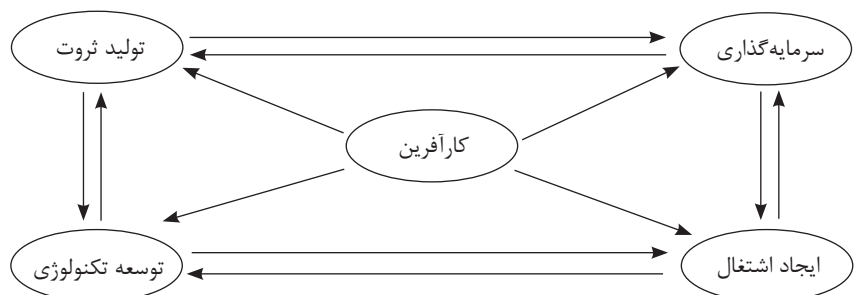 سرمایه‌گذاری
تولید ثروت
کارآفرین
ایجاد اشتغال
توسعه تکنولوژی